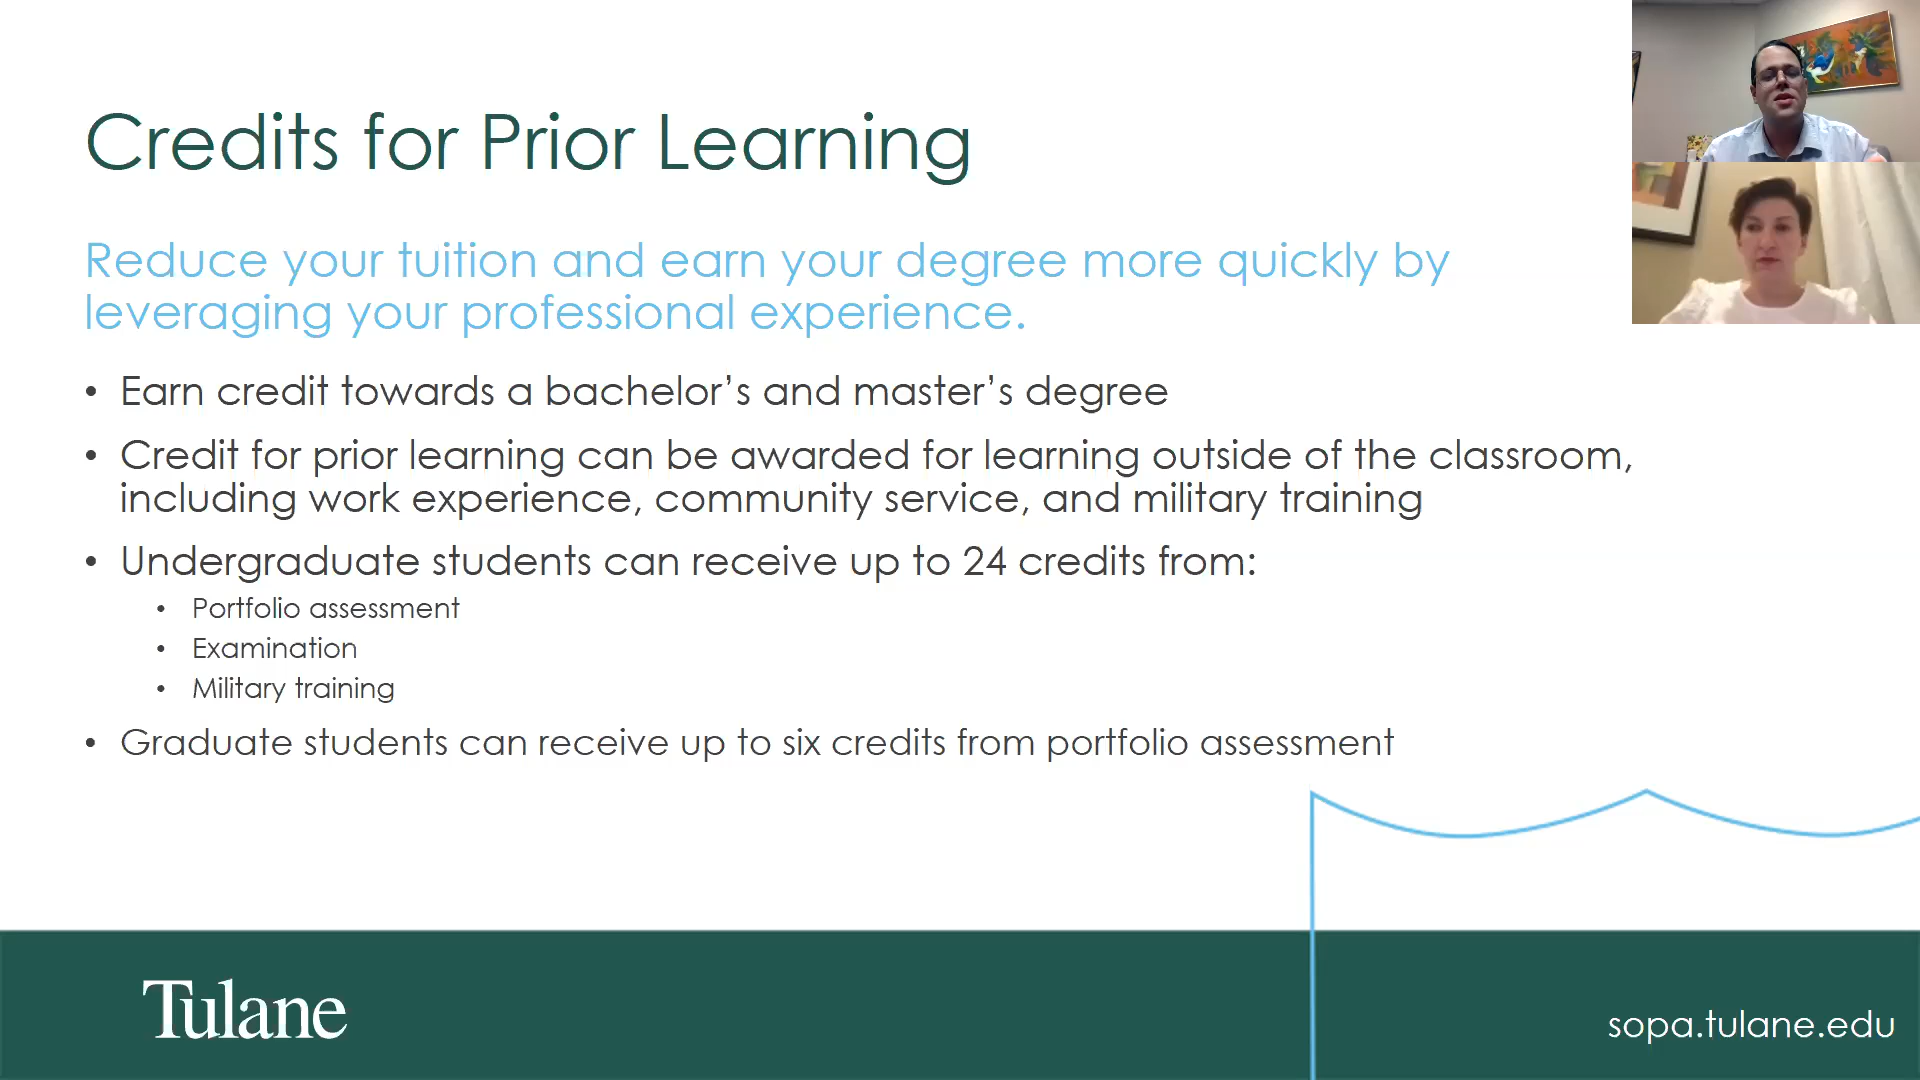 Credits for Prior Learning
Reduce your tuition and earn your degree more quickly by
leveraging your professional experience.
• Earn credit towards a bachelor’s and master’s degree
• Credit for prior learning can be awarded for learning outside of the classroom,
including work experience, community service, and military training
• Undergraduate students can receive up to 24 credits from:
• Portfolio assessment
• Examination
• Military training
• Graduate students can receive up to six credits from portfolio assessment
Tulane
sopa.tulane.edu